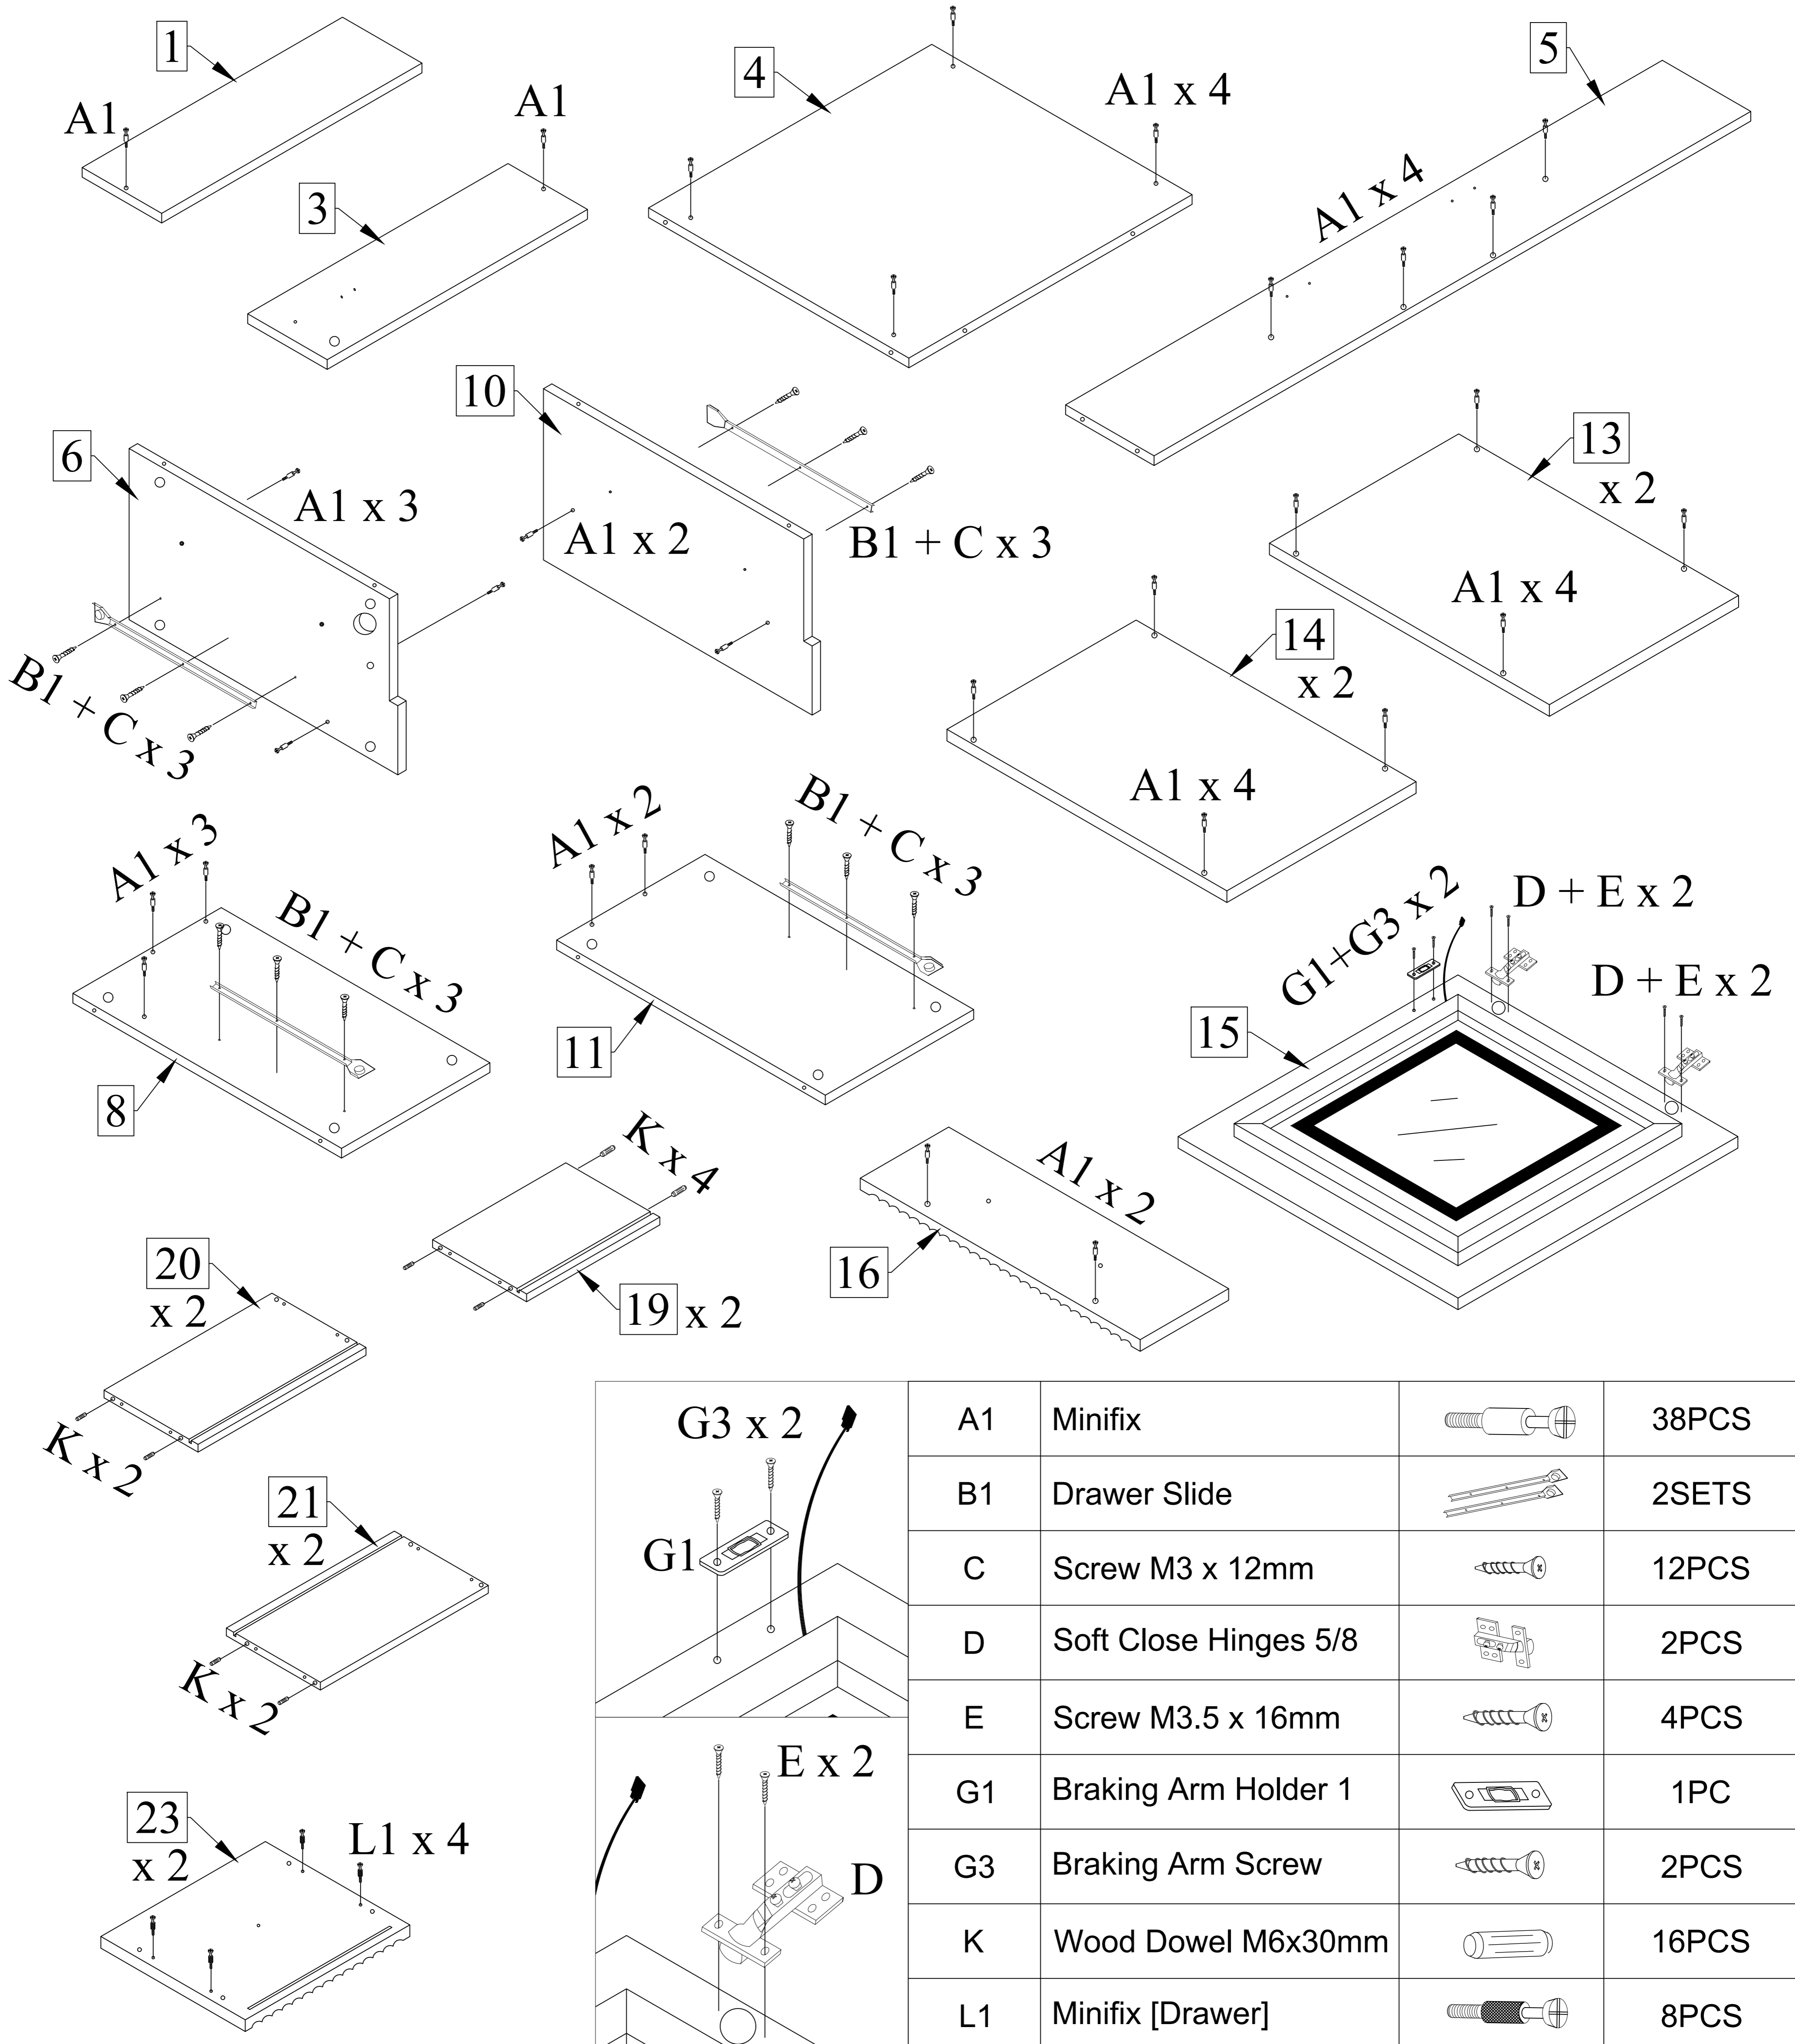 1
A1
3
A1
4
A1 x 4
5
A1 x 4
6
A1 x 3
B1 + C x 3
10
A1 x 2
B1 + C x 3
13
x 2
A1 x 4
14
x 2
A1 x 4
8
A1 x 3
B1 + C x 3
11
A1 x 2
B1 + C x 3
15
G1+G3 x 2
D + E x 2
D + E x 2
16
A1 x 2
19 x 2
K x 4
20
x 2
K x 2
21
x 2
K x 2
23
x 2
L1 x 4
G3 x 2
G1
E x 2
D
A1 Minifix 38PCS
B1 Drawer Slide 2SETS
C Screw M3 x 12mm 12PCS
D Soft Close Hinges 5/8 2PCS
E Screw M3.5 x 16mm 4PCS
G1 Braking Arm Holder 1 1PC
G3 Braking Arm Screw 2PCS
K Wood Dowel M6x30mm 16PCS
L1 Minifix [Drawer] 8PCS